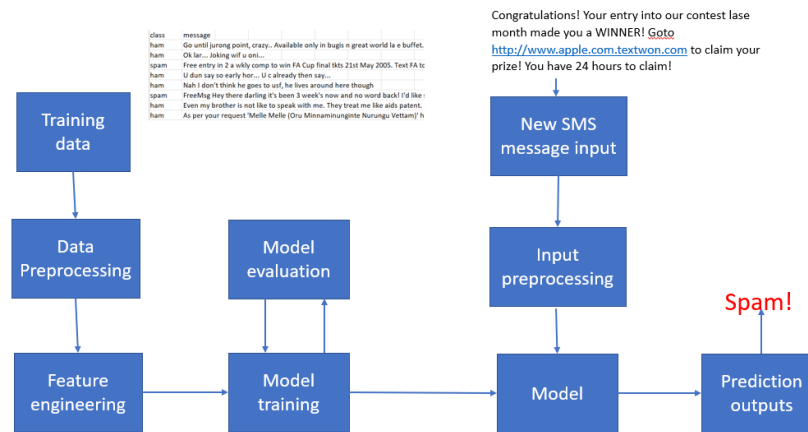 Congratulations! Your entry into our contest lase
month made you a WINNER! Goto
http://www.apple.com.textwon.com to claim your
prize! You have 24 hours to claim!
class message
ham Go until jurong point, crazy.. Available only in bugis n great world la e buffet.
ham Ok lar... Joking wif u oni...
spam Free entry in 2 a wkly comp to win FA Cup final tkts 21st May 2005. Text FA to
ham U dun say so early hor... U c already then say...
ham Nah I don't think he goes to usf, he lives around here though
spam FreeMsg Hey there darling it's been 3 week's now and no word back! I'd like
ham Even my brother is not like to speak with me. They treat me like aids patent.
ham As per your request 'Melle Melle (Oru Minnaminunginte Nurungu Vettam)' h
Training
data
New SMS
message input
Data
Preprocessing
Model
evaluation
Input
preprocessing
Spam!
Feature
engineering
Model
training
Model
Prediction
outputs